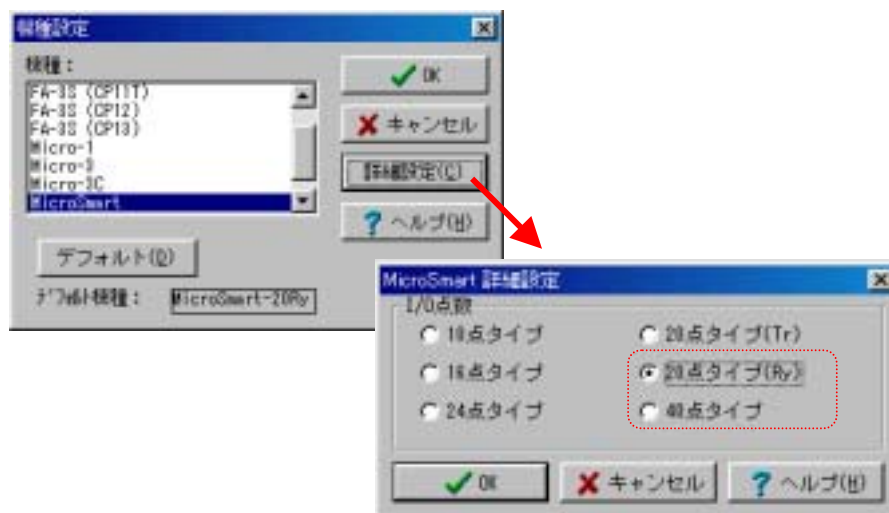 機種設定
機種：
FA-3S (CP11T)
FA-3S (CP12)
FA-3S (CP13)
Micro-1
Micro-3
Micro-3C
MicroSmart
OK
キャンセル
詳細設定(C)
ヘルプ(H)
デフォルト(D)
ﾃﾞﾌｫﾙﾄ機種：
MicroSmart-20Ry
MicroSmart 詳細設定
I/O点数
10点タイプ
20点タイプ(Tr)
16点タイプ
20点タイプ(Ry)
24点タイプ
40点タイプ
OK
キャンセル
ヘルプ(H)